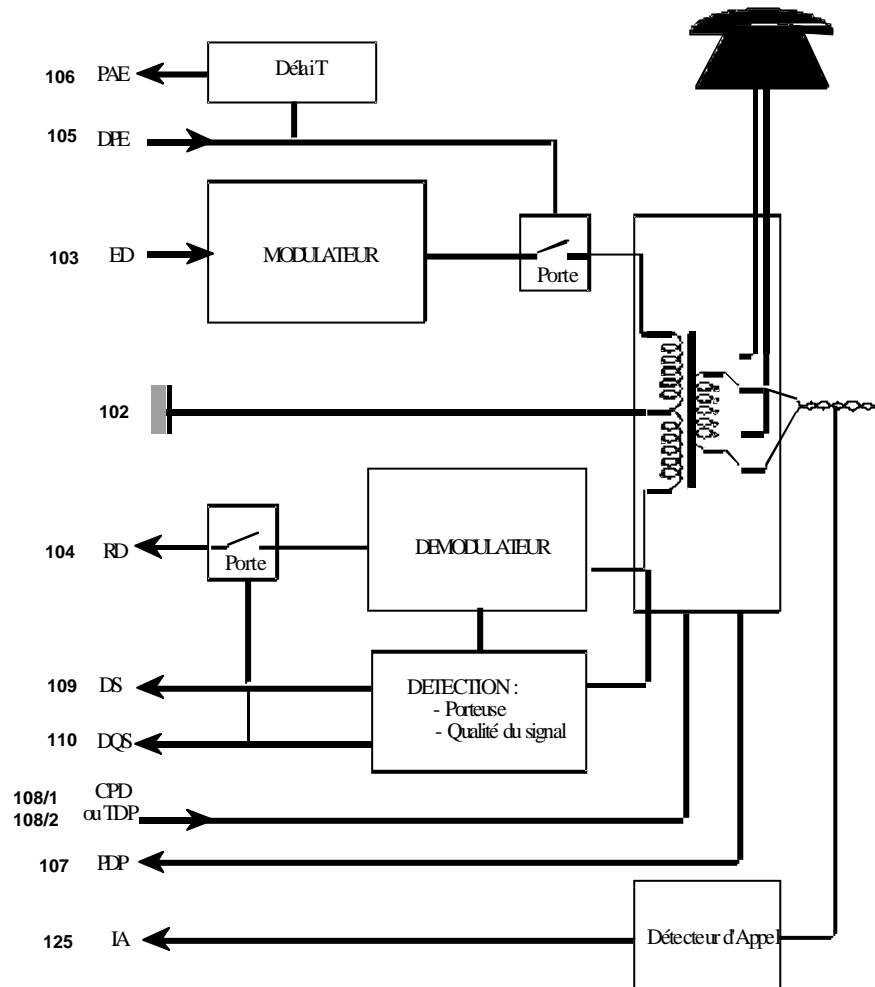 Délai T
106 PAE
105 DPE
103 ED
MODULATEUR
Porte
102
104 RD
Porte
DEMODULATEUR
109 DS
DETECTION :
- Porteuse
- Qualité du signal
110 DQS
108/1 CPD
108/2 ou TDP
107 PDP
125 IA
Détecteur d'Appel